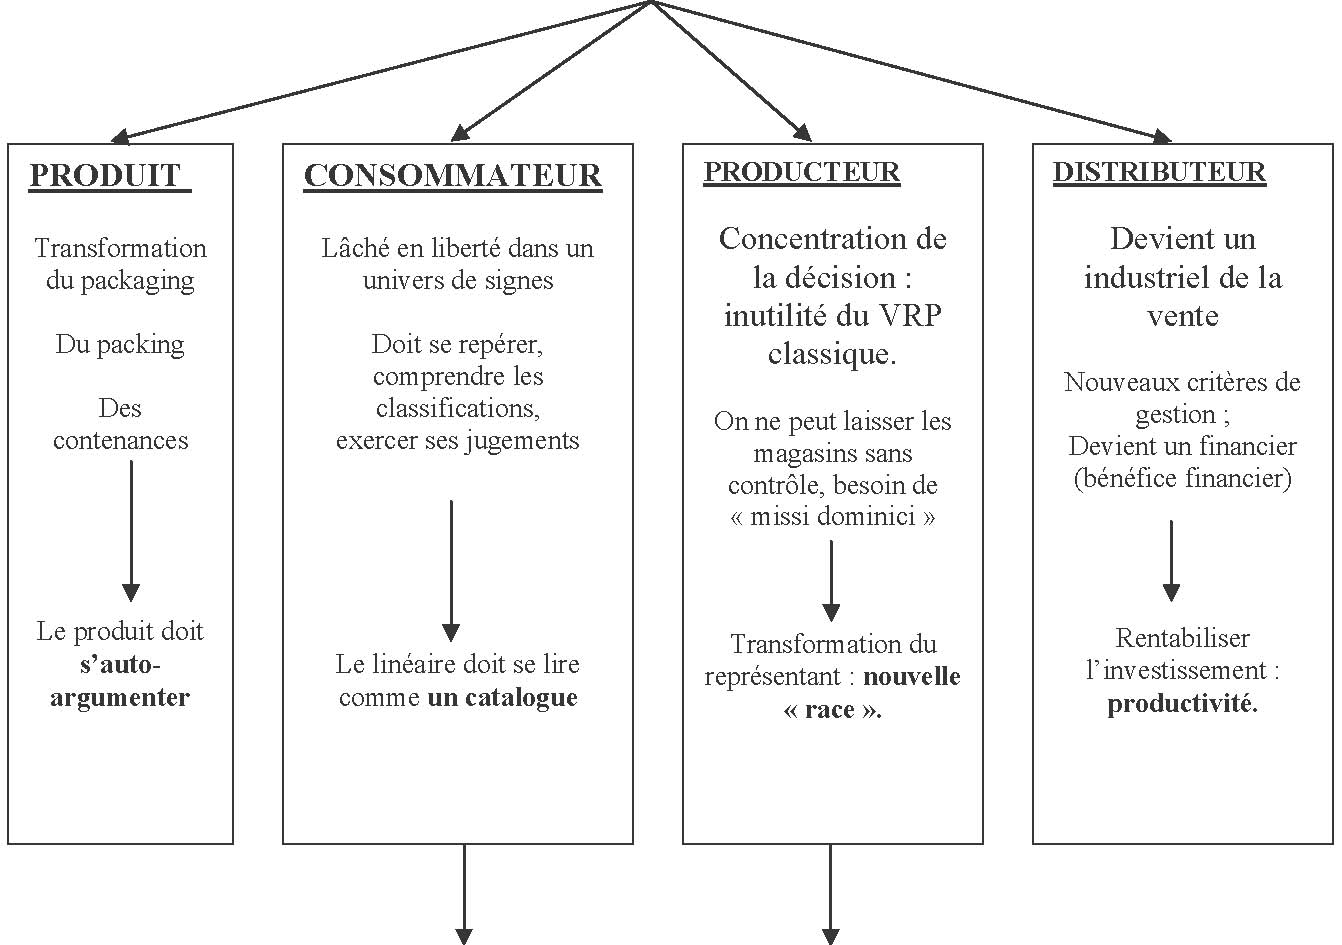 PRODUIT
Transformation
du packaging
Du packing
Des
contenances
Le produit doit
s’auto-
argumenter
CONSOMMATEUR
Lâché en liberté dans un
univers de signes
Doit se repérer,
comprendre les
classifications,
exercer ses jugements
Le linéaire doit se lire
comme un catalogue
PRODUCTEUR
Concentration de
la décision :
inutilité du VRP
classique.
On ne peut laisser les
magasins sans
contrôle, besoin de
« missi dominici »
Transformation du
représentant : nouvelle
« race ».
DISTRIBUTEUR
Devient un
industriel de la
vente
Nouveaux critères de
gestion ;
Devient un financier
(bénéfice financier)
Rentabiliser
l’investissement :
productivité.